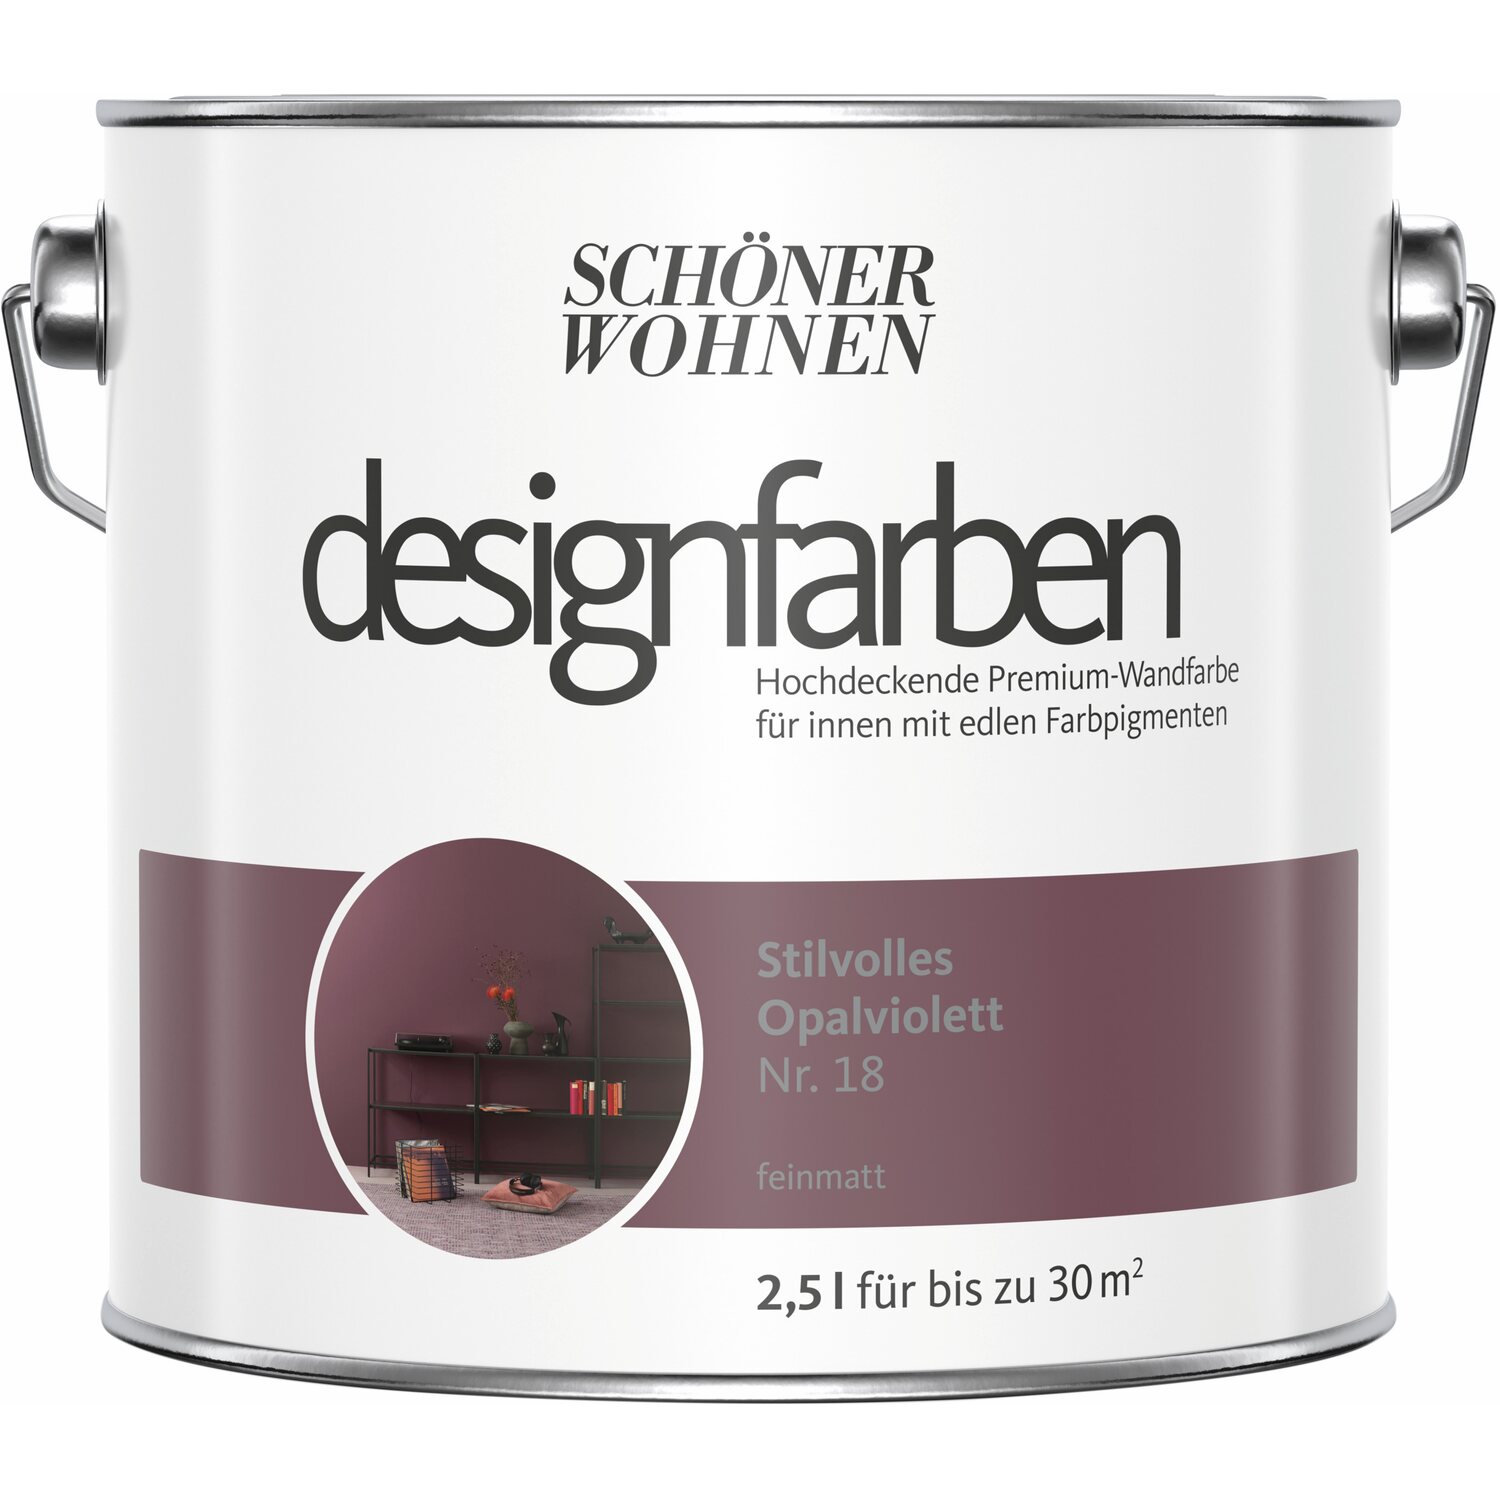 SCHÖNER
WOHNEN
designfarben
Hochdeckende Premium-Wandfarbe
für innen mit edlen Farbpigmenten
Stilvolles
Opalviolett
Nr. 18
feinmatt
2,5 l für bis zu 30 m²